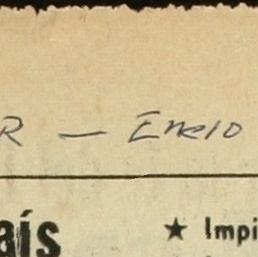 R — Enero
aís
★ Impi